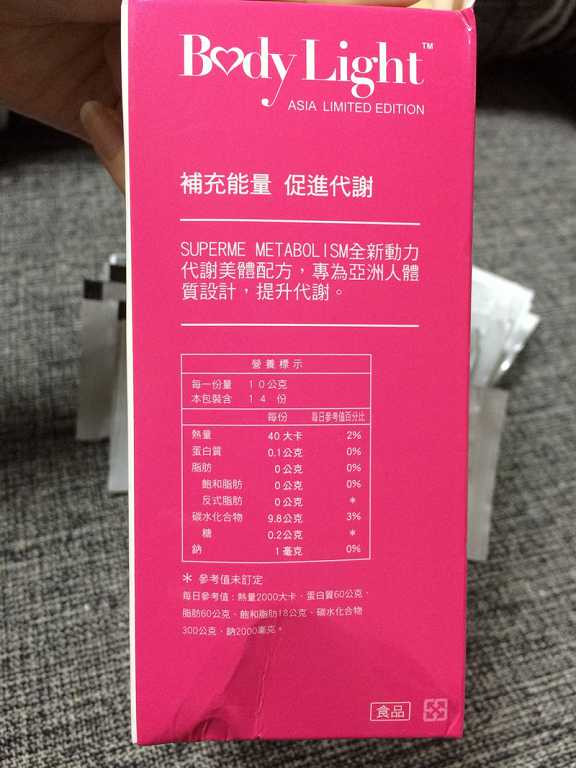 Body Light™
ASIA LIMITED EDITION
補充能量 促進代謝
SUPERME METABOLISM全新動力
代謝美體配方，專為亞洲人體
質設計，提升代謝。
營養標示
每一份量 10公克
本包裝含 14 份
每份 每日參考值百分比
熱量 40 大卡 2%
蛋白質 0.1公克 0%
脂肪 0 公克 0%
飽和脂肪 0 公克 0%
反式脂肪 0 公克 *
碳水化合物 9.8公克 3%
糖 0.2公克 *
鈉 1 毫克 0%
＊ 參考值未訂定
每日參考值：熱量2000大卡、蛋白質60公克、
脂肪60公克、飽和脂肪18公克、碳水化合物
300公克、鈉2000毫克。
食品